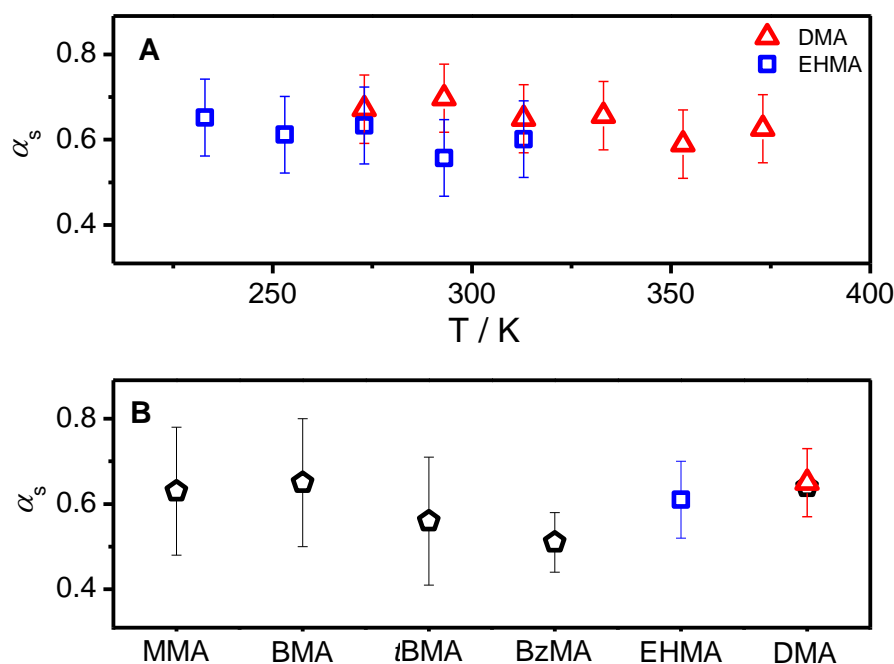 A
DMA
EHMA
0.8
0.6
0.4
αs
250 300 350 400
T / K
B
0.8
0.6
0.4
αs
MMA BMA tBMA BzMA EHMA DMA